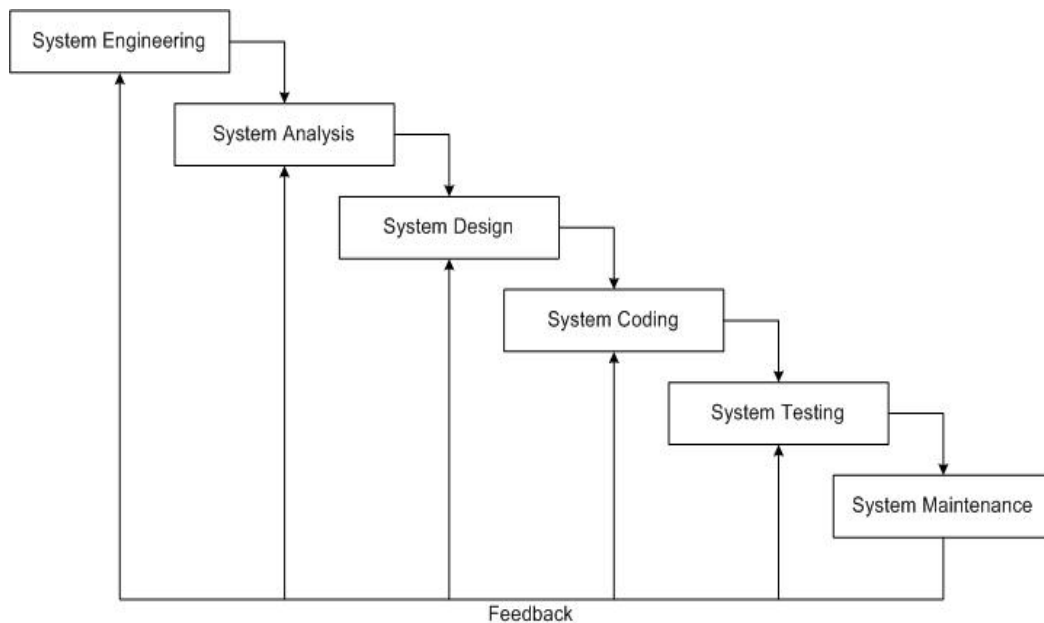 System Engineering
System Analysis
System Design
System Coding
System Testing
System Maintenance
Feedback